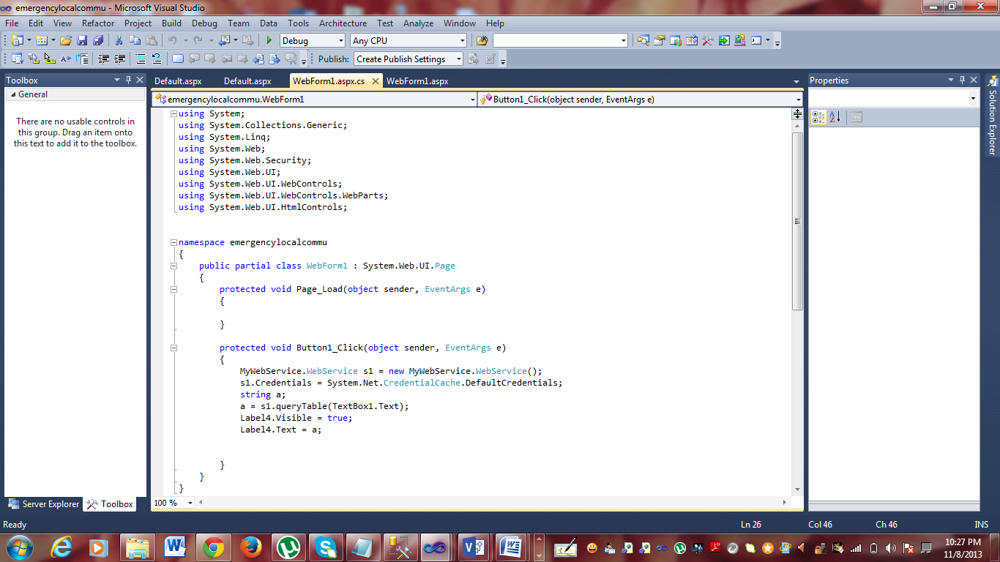 emergencylocalcommu - Microsoft Visual Studio
File Edit View Refactor Project Build Debug Team Data Tools Architecture Test Analyze Window Help
Debug Any CPU
Publish: Create Publish Settings
Toolbox
General
There are no usable controls in
this group. Drag an item onto
this text to add it to the toolbox.
Server Explorer Toolbox
Default.aspx Default.aspx WebForm1.aspx.cs WebForm1.aspx
emergencylocalcommu.WebForm1 Button1_Click(object sender, EventArgs e)
using System;
using System.Collections.Generic;
using System.Linq;
using System.Web;
using System.Web.Security;
using System.Web.UI;
using System.Web.UI.WebControls;
using System.Web.UI.WebControls.WebParts;
using System.Web.UI.HtmlControls;
namespace emergencylocalcommu
{
public partial class WebForm1 : System.Web.UI.Page
{
protected void Page_Load(object sender, EventArgs e)
{
}
protected void Button1_Click(object sender, EventArgs e)
{
MyWebService.WebService s1 = new MyWebService.WebService();
s1.Credentials = System.Net.CredentialCache.DefaultCredentials;
string a;
a = s1.queryTable(TextBox1.Text);
Label4.Visible = true;
Label4.Text = a;
}
}
}
100 %
Properties
Solution Explorer
Ready Ln 26 Col 46 Ch 46 INS
10:27 PM
11/8/2013